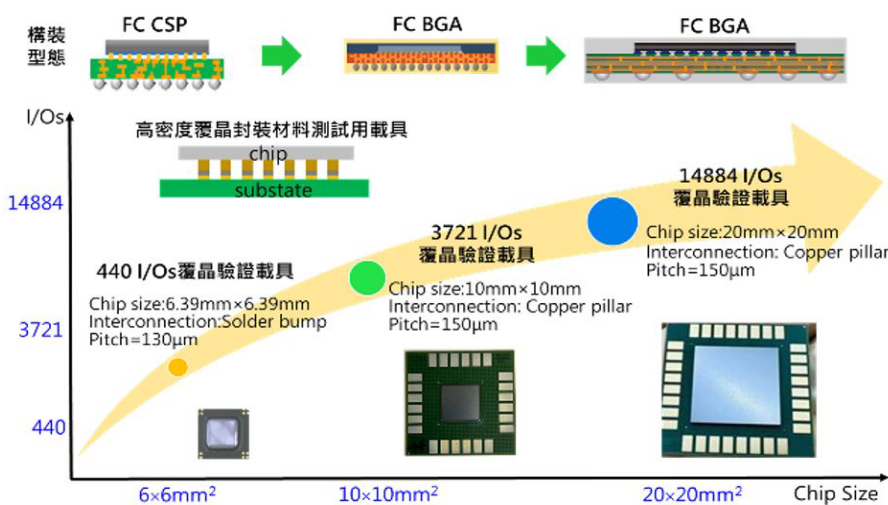 構裝
型態
FC CSP
FC BGA
FC BGA
I/Os
高密度覆晶封裝材料測試用載具
chip
substate
14884
3721
440
14884 I/Os
覆晶驗證載具
Chip size:20mm×20mm
Interconnection: Copper pillar
Pitch=150μm
3721 I/Os
覆晶驗證載具
Chip size:10mm×10mm
Interconnection: Copper pillar
Pitch=150μm
440 I/Os覆晶驗證載具
Chip size:6.39mm×6.39mm
Interconnection:Solder bump
Pitch=130μm
6×6mm²
10×10mm²
20×20mm²
Chip Size